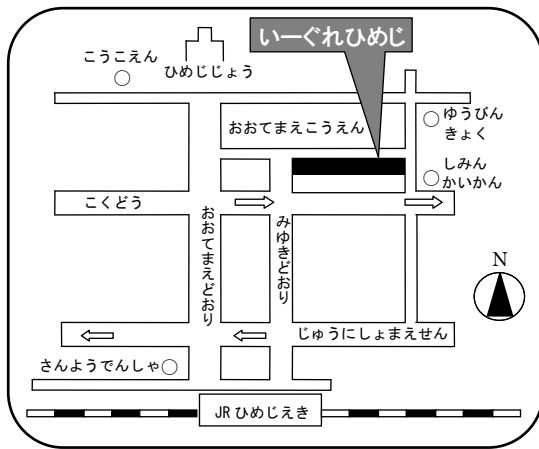 いーぐれひめじ
こうこえん
ひめじじょう
おおてまえこうえん
ゆうびん
きょく
しみん
かいかん
こくどう
おおてまえどおり
みゆきどおり
N
じゅうにしょまえせん
さんようでんしゃ
JR ひめじえき